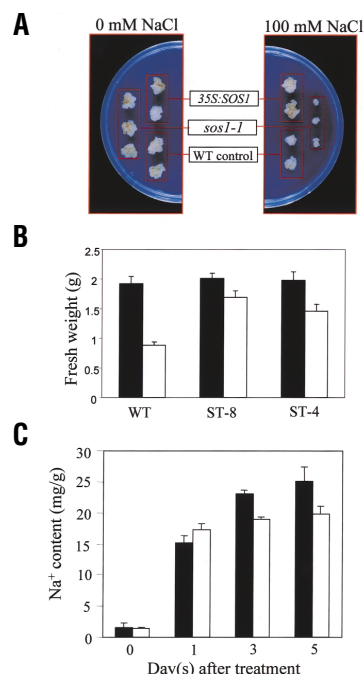 A
0 mM NaCl
100 mM NaCl
35S:SOS1
sos1-1
WT control
B
Fresh weight (g)
2.5
2
1.5
1
0.5
0
WT
ST-8
ST-4
C
Na+ content (mg/g)
30
25
20
15
10
5
0
0
1
3
5
Day(s) after treatment